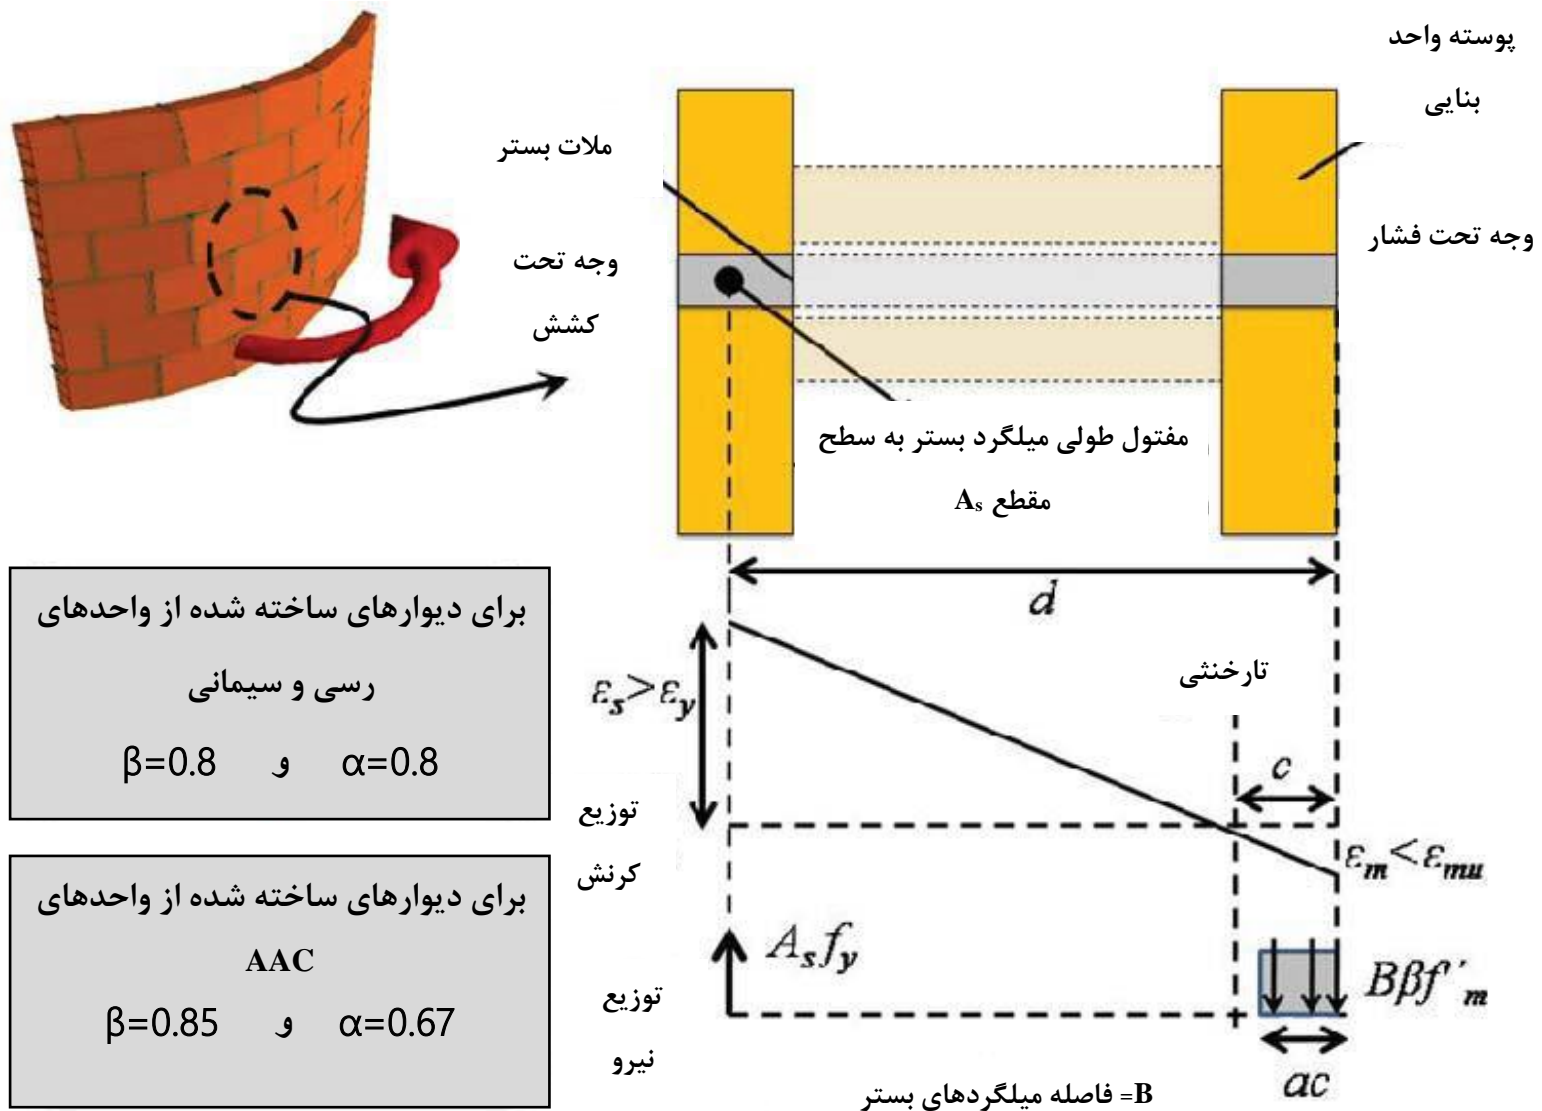 پوسته واحد
بنایی
ملات بستر
وجه تحت فشار
وجه تحت
کشش
مفتول طولی میلگرد بستر به سطح
مقطع As
d
برای دیوارهای ساخته شده از واحدهای
رسی و سیمانی
β=0.8 و α=0.8
تارخنثی
εs>εy
c
توزیع
کرنش
εm<εmu
برای دیوارهای ساخته شده از واحدهای
AAC
β=0.85 و α=0.67
Asfy
Bβf´m
توزیع
نیرو
αc
B= فاصله میلگردهای بستر